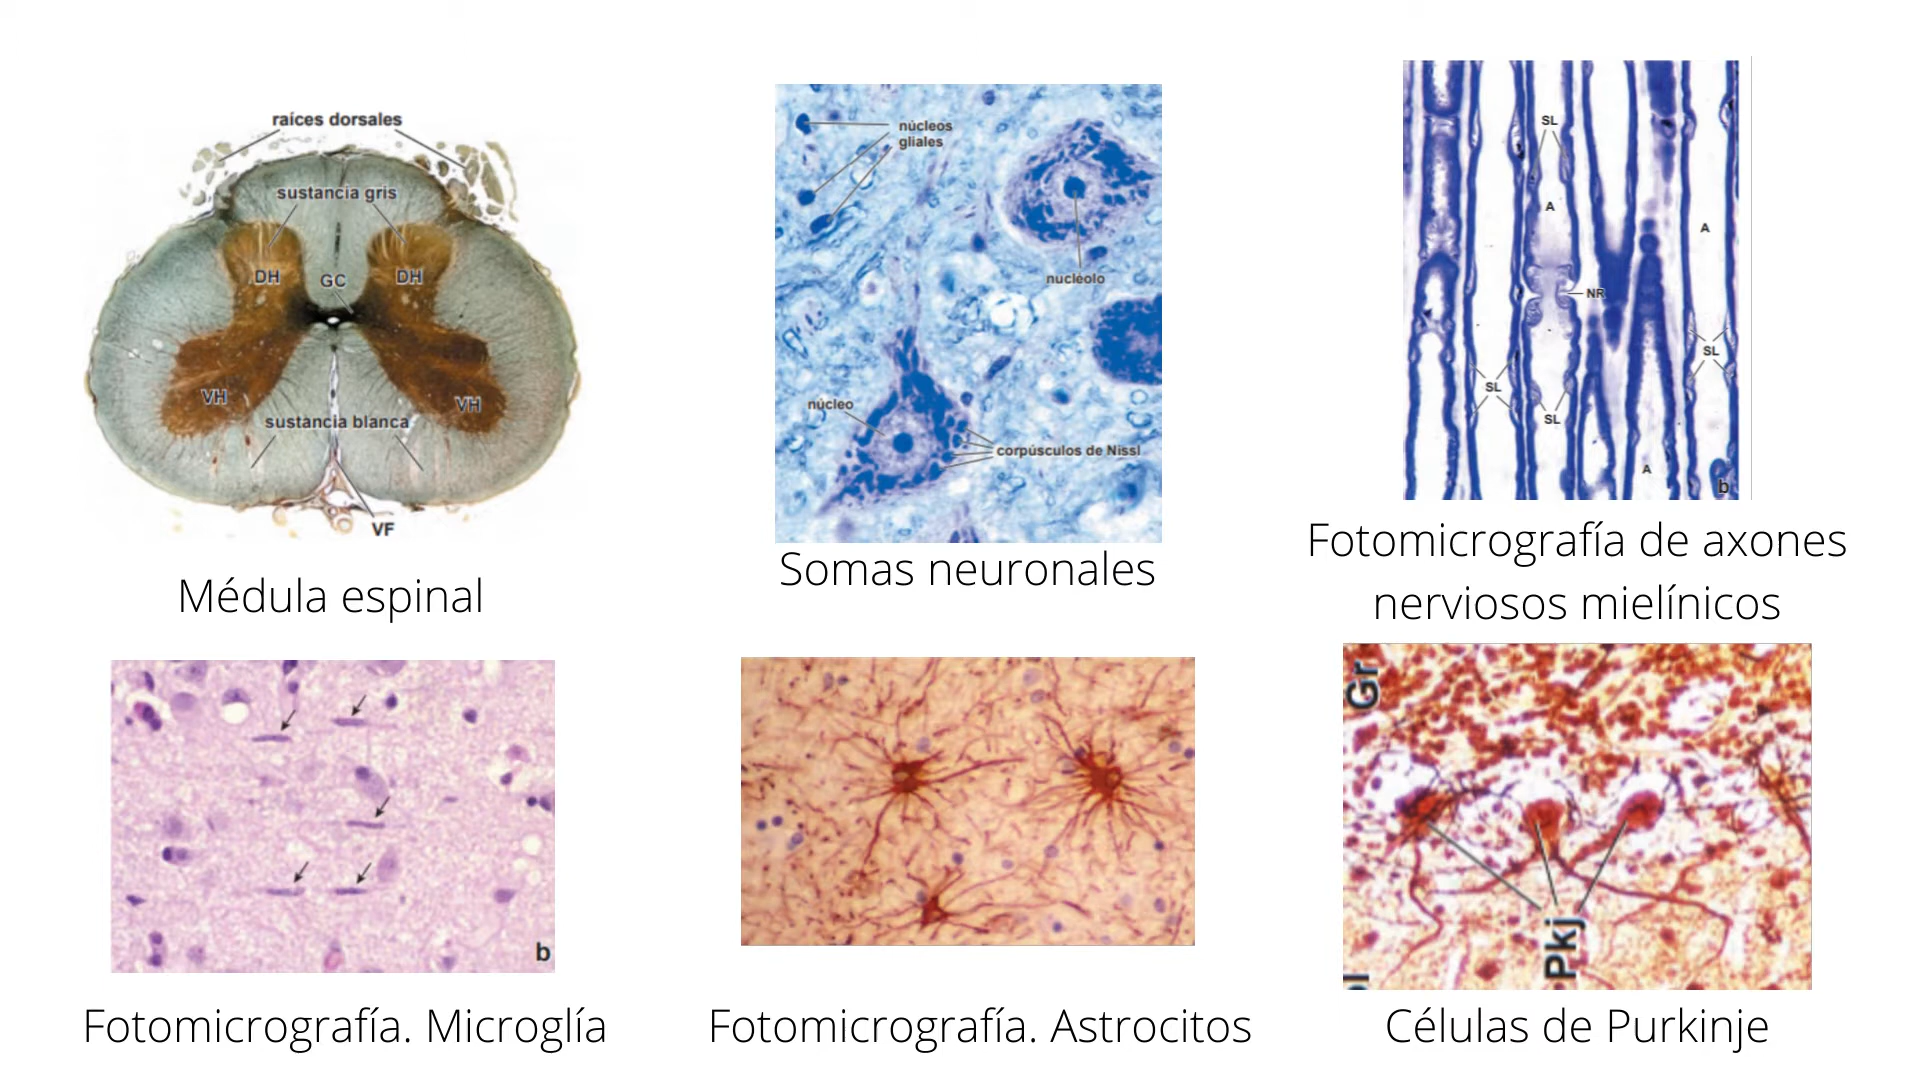 raíces dorsales
sustancia gris
DH
GC
DH
VH
VH
sustancia blanca
VF
Médula espinal
núcleos
gliales
nucléolo
núcleo
corpúsculos de Nissl
Somas neuronales
SL
A
A
NR
SL
SL
SL
A
b
Fotomicrografía de axones
nerviosos mielínicos
b
Fotomicrografía. Microglía
Fotomicrografía. Astrocitos
Gr
Pkj
Células de Purkinje